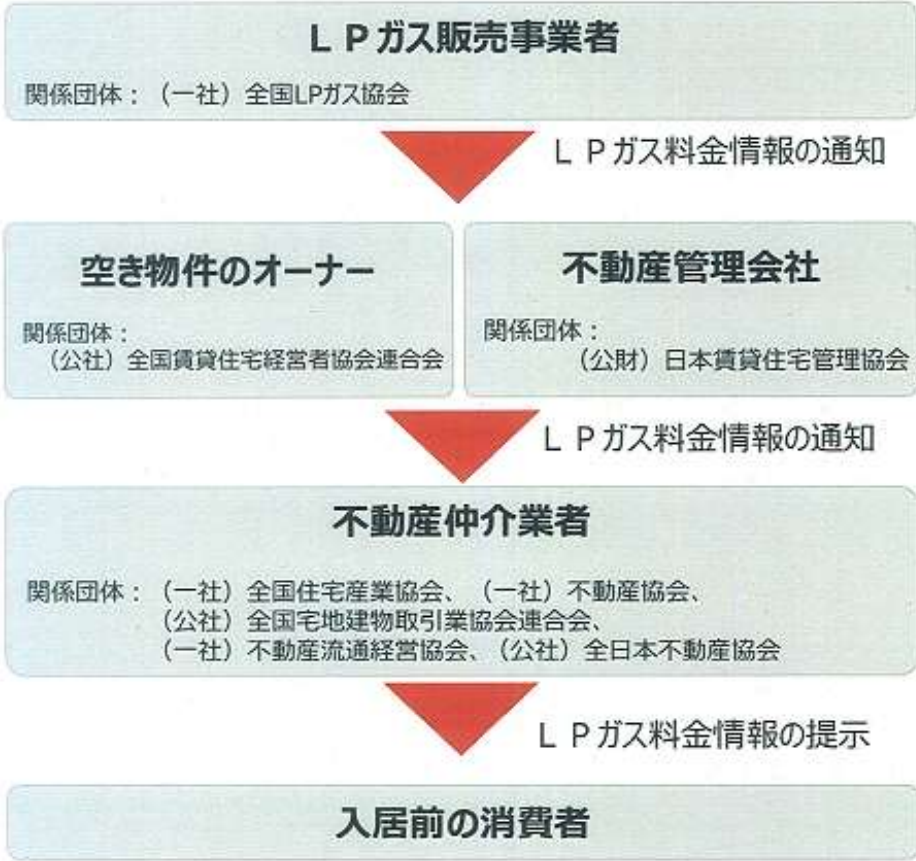 LPガス販売事業者
関係団体：（一社）全国LPガス協会
LPガス料金情報の通知
空き物件のオーナー
関係団体：
（公社）全国賃貸住宅経営者協会連合会
不動産管理会社
関係団体：
（公財）日本賃貸住宅管理協会
LPガス料金情報の通知
不動産仲介業者
関係団体：（一社）全国住宅産業協会、（一社）不動産協会、
（公社）全国宅地建物取引業協会連合会、
（一社）不動産流通経営協会、（公社）全日本不動産協会
LPガス料金情報の提示
入居前の消費者